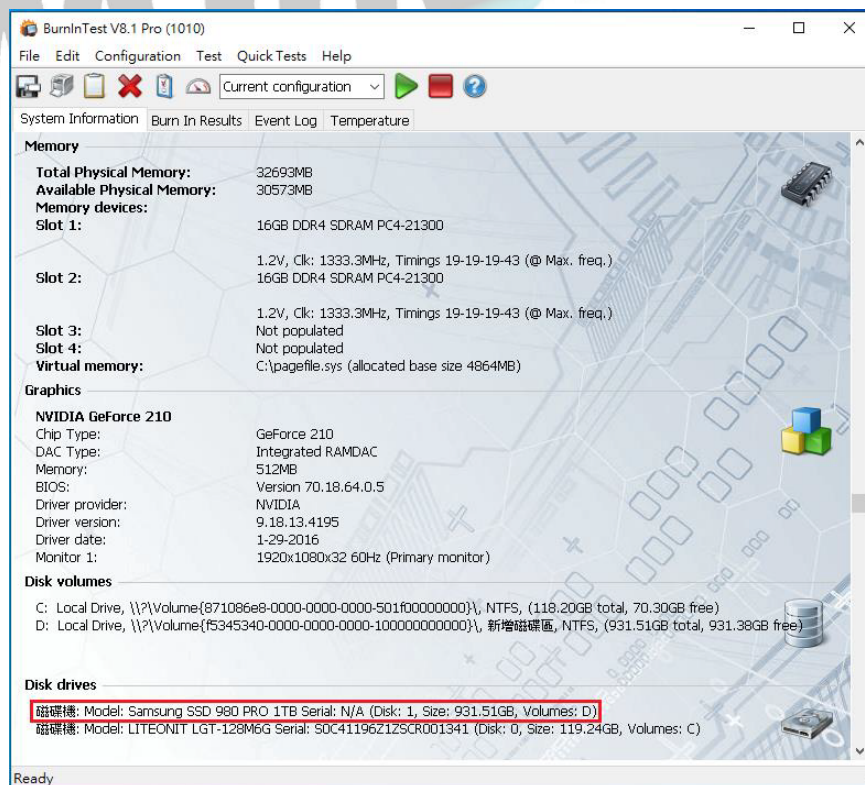 BurnInTest V8.1 Pro (1010)
File Edit Configuration Test Quick Tests Help
Current configuration
System Information Burn In Results Event Log Temperature
Memory
Total Physical Memory: 32693MB
Available Physical Memory: 30573MB
Memory devices:
Slot 1: 16GB DDR4 SDRAM PC4-21300
1.2V, Clk: 1333.3MHz, Timings 19-19-19-43 (@ Max. freq.)
Slot 2: 16GB DDR4 SDRAM PC4-21300
1.2V, Clk: 1333.3MHz, Timings 19-19-19-43 (@ Max. freq.)
Slot 3: Not populated
Slot 4: Not populated
Virtual memory: C:\pagefile.sys (allocated base size 4864MB)
Graphics
NVIDIA GeForce 210
Chip Type: GeForce 210
DAC Type: Integrated RAMDAC
Memory: 512MB
BIOS: Version 70.18.64.0.5
Driver provider: NVIDIA
Driver version: 9.18.13.4195
Driver date: 1-29-2016
Monitor 1: 1920x1080x32 60Hz (Primary monitor)
Disk volumes
C: Local Drive, \\?\Volume{871086e8-0000-0000-0000-501f00000000}\, NTFS, (118.20GB total, 70.30GB free)
D: Local Drive, \\?\Volume{f5345340-0000-0000-0000-100000000000}\, 新增磁碟區, NTFS, (931.51GB total, 931.38GB free)
Disk drives
磁碟機: Model: Samsung SSD 980 PRO 1TB Serial: N/A (Disk: 1, Size: 931.51GB, Volumes: D)
磁碟機: Model: LITEONIT LGT-128M6G Serial: S0C41196Z1ZSCR001341 (Disk: 0, Size: 119.24GB, Volumes: C)
Ready